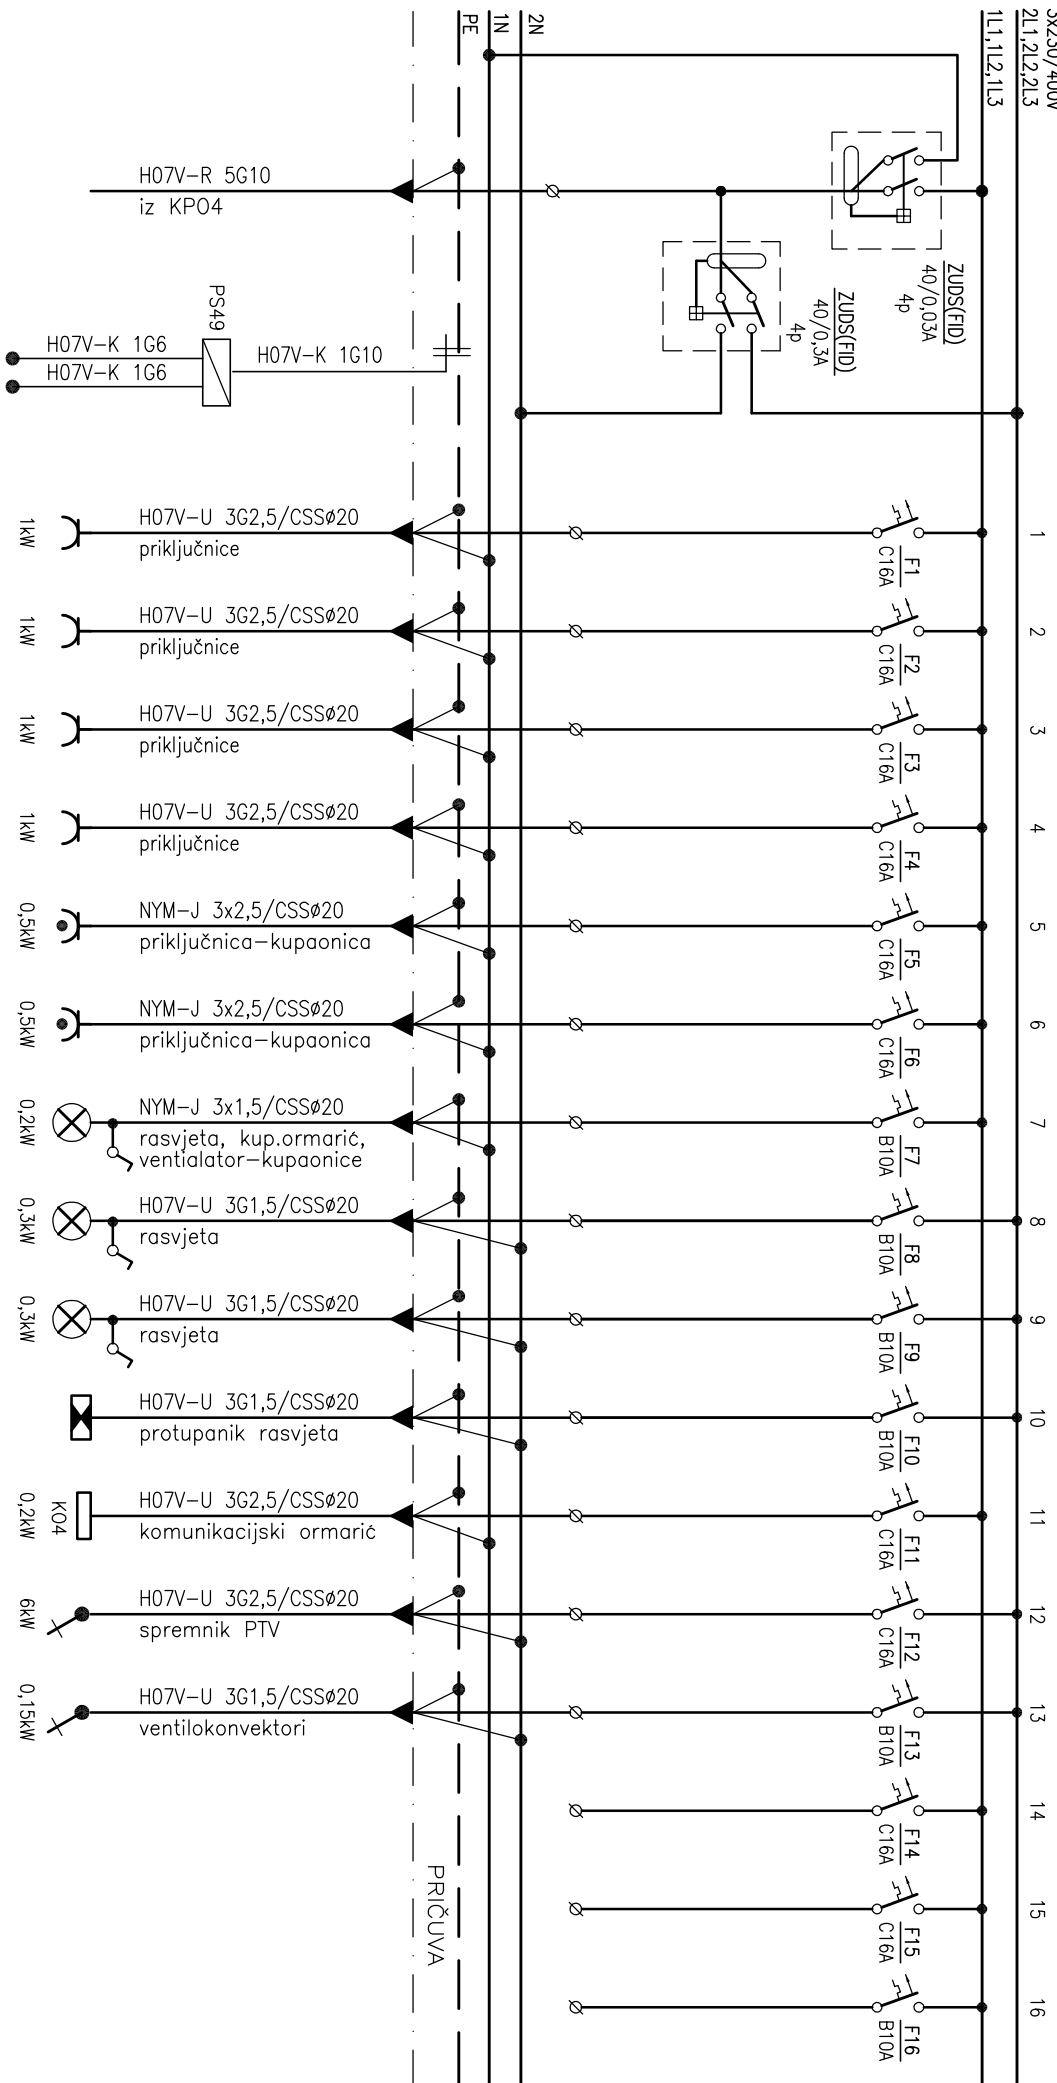 3x230/400V
2L1,2L2,2L3
1L1,1L2,1L3
2N
1N
PE
ZUDS(FID)
40/0,03A
4p
ZUDS(FID)
40/0,3A
4p
H07V-R 5G10
iz KPO4
PS49
H07V-K 1G10
H07V-K 1G6
H07V-K 1G6
1
F1
C16A
H07V-U 3G2,5/CSSø20
priključnice
1kW
2
F2
C16A
H07V-U 3G2,5/CSSø20
priključnice
1kW
3
F3
C16A
H07V-U 3G2,5/CSSø20
priključnice
1kW
4
F4
C16A
H07V-U 3G2,5/CSSø20
priključnice
1kW
5
F5
C16A
NYM-J 3x2,5/CSSø20
priključnica-kupaonica
0,5kW
6
F6
C16A
NYM-J 3x2,5/CSSø20
priključnica-kupaonica
0,5kW
7
F7
B10A
NYM-J 3x1,5/CSSø20
rasvjeta, kup.ormarić,
ventialator-kupaonice
0,2kW
8
F8
B10A
H07V-U 3G1,5/CSSø20
rasvjeta
0,3kW
9
F9
B10A
H07V-U 3G1,5/CSSø20
rasvjeta
0,3kW
10
F10
B10A
H07V-U 3G1,5/CSSø20
protupanik rasvjeta
11
F11
C16A
H07V-U 3G2,5/CSSø20
komunikacijski ormarić
KO4
0,2kW
12
F12
C16A
H07V-U 3G2,5/CSSø20
spremnik PTV
6kW
13
F13
B10A
H07V-U 3G1,5/CSSø20
ventilokonvektori
0,15kW
14
F14
C16A
15
F15
C16A
16
F16
B10A
PRIČUVA